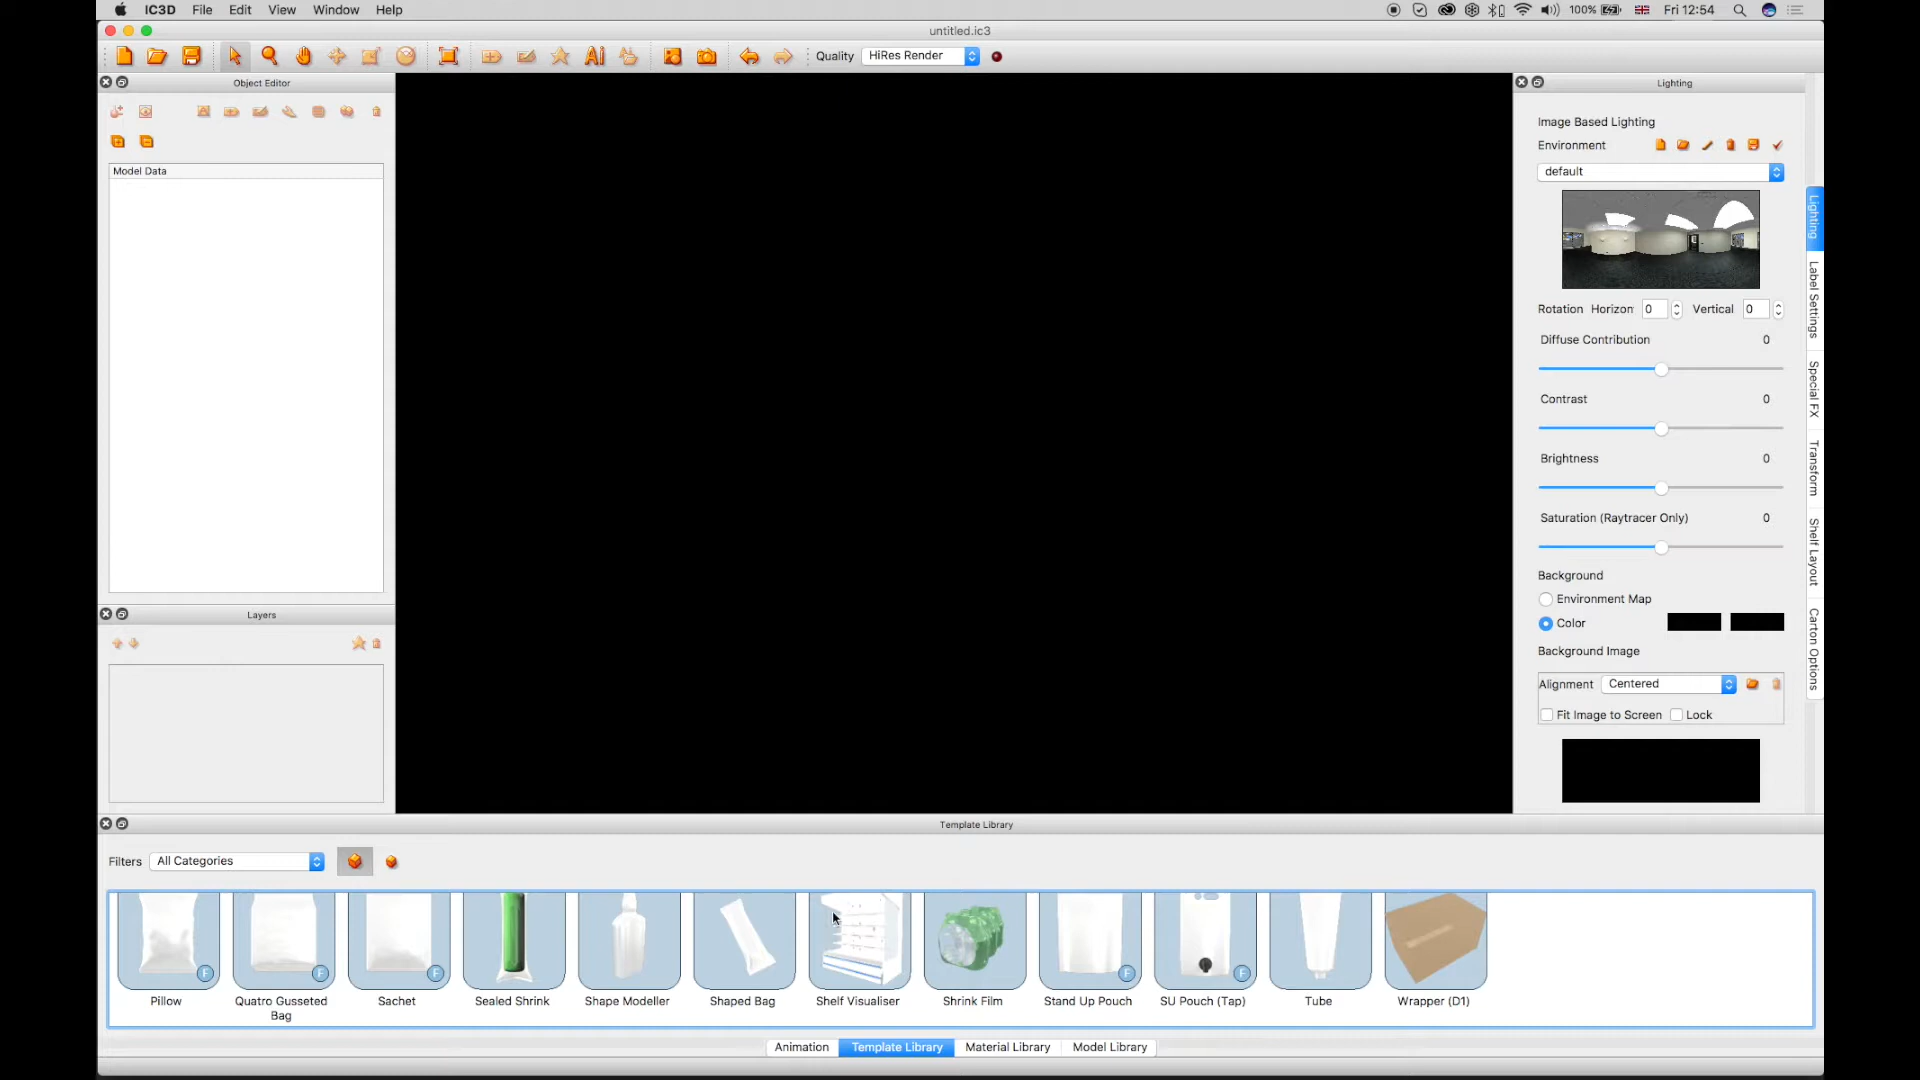 IC3D File Edit View Window Help 100% Fri 12:54
untitled.ic3
Ai Quality HiRes Render
Object Editor
Model Data
Layers
Lighting
Image Based Lighting
Environment
default
Rotation Horizon 0 Vertical 0
Diffuse Contribution 0
Contrast 0
Brightness 0
Saturation (Raytracer Only) 0
Background
Environment Map
Color
Background Image
Alignment Centered
Fit Image to Screen Lock
Lighting
Label Settings
Special FX
Transform
Shelf Layout
Carton Options
Template Library
Filters All Categories
F F F F F
Pillow Quatro Gusseted Bag Sachet Sealed Shrink Shape Modeller Shaped Bag Shelf Visualiser Shrink Film Stand Up Pouch SU Pouch (Tap) Tube Wrapper (D1)
Animation Template Library Material Library Model Library